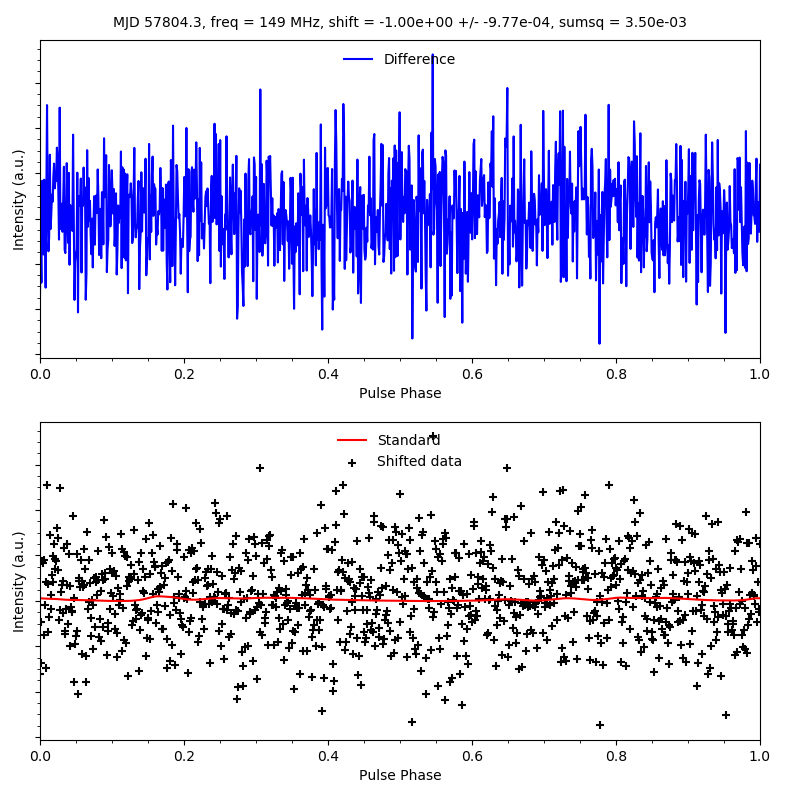 MJD 57804.3, freq = 149 MHz, shift = -1.00e+00 +/- -9.77e-04, sumsq = 3.50e-03
Difference
Intensity (a.u.)
0.0 0.2 0.4 0.6 0.8 1.0
Pulse Phase
Standard
Shifted data
Intensity (a.u.)
0.0 0.2 0.4 0.6 0.8 1.0
Pulse Phase